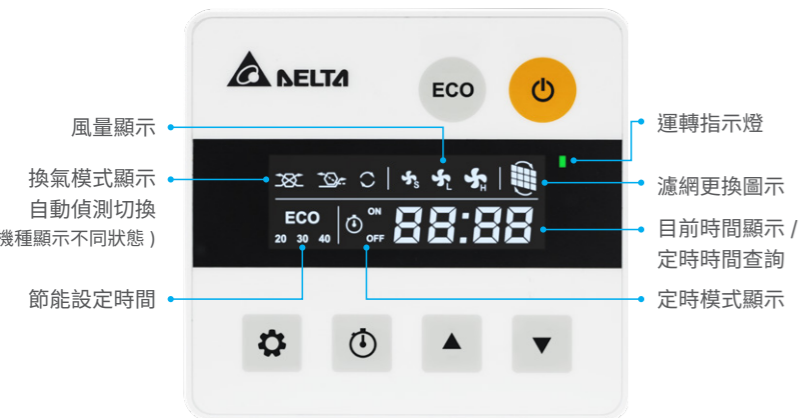 DELTA
ECO
風量顯示
運轉指示燈
換氣模式顯示
自動偵測切換
機種顯示不同狀態 )
S L H
濾網更換圖示
ECO
20 30 40
ON
OFF
88:88
目前時間顯示 /
定時時間查詢
節能設定時間
定時模式顯示